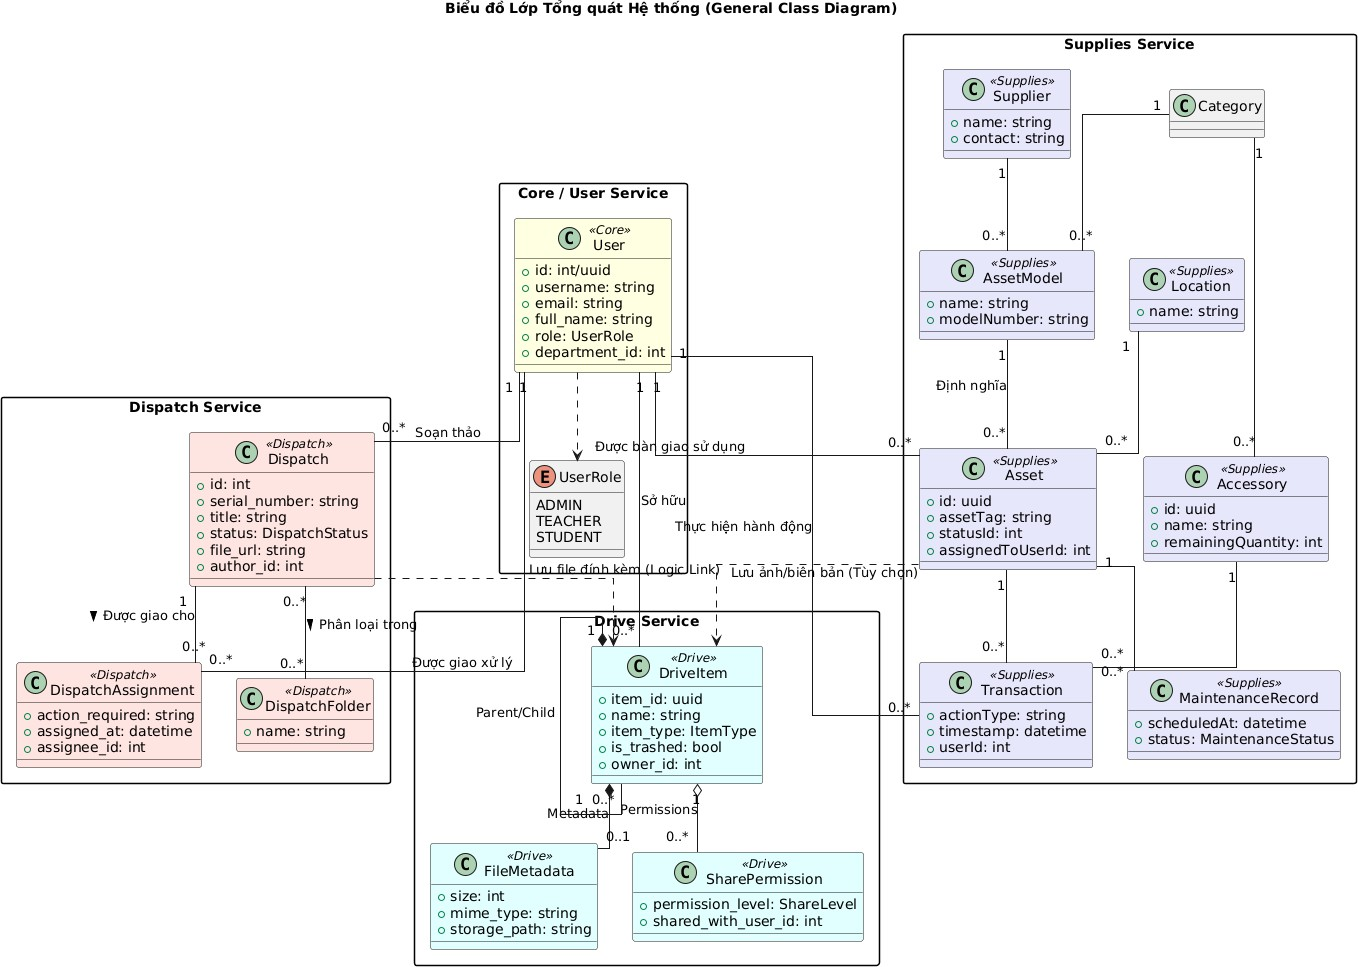 Biểu đồ Lớp Tổng quát Hệ thống (General Class Diagram)
Supplies Service
C
«Supplies»
Supplier
name: string
contact: string
C Category
1
1
1
0..*
0..*
C
«Supplies»
AssetModel
name: string
modelNumber: string
C
«Supplies»
Location
name: string
1
1
Định nghĩa
0..*
0..*
0..*
0..*
C
«Supplies»
Asset
id: uuid
assetTag: string
statusId: int
assignedToUserId: int
C
«Supplies»
Accessory
id: uuid
name: string
remainingQuantity: int
1
1
1
0..*
0..*
0..*
0..*
C
«Supplies»
Transaction
actionType: string
timestamp: datetime
userId: int
C
«Supplies»
MaintenanceRecord
scheduledAt: datetime
status: MaintenanceStatus
Core / User Service
C
«Core»
User
id: int/uuid
username: string
email: string
full_name: string
role: UserRole
department_id: int
1
1
1
1
1
Được bàn giao sử dụng
E UserRole
ADMIN
TEACHER
STUDENT
Sở hữu
Thực hiện hành động
Lưu file đính kèm (Logic Link)
Lưu ảnh/biên bản (Tùy chọn)
Dispatch Service
0..*
Soạn thảo
C
«Dispatch»
Dispatch
id: int
serial_number: string
title: string
status: DispatchStatus
file_url: string
author_id: int
1
0..*
Được giao cho
Phân loại trong
0..*
0..*
0..*
Được giao xử lý
C
«Dispatch»
DispatchAssignment
action_required: string
assigned_at: datetime
assignee_id: int
C
«Dispatch»
DispatchFolder
name: string
Drive Service
1
0..*
C
«Drive»
DriveItem
item_id: uuid
name: string
item_type: ItemType
is_trashed: bool
owner_id: int
Parent/Child
1
0..*
1
Metadata
Permissions
0..1
0..*
C
«Drive»
FileMetadata
size: int
mime_type: string
storage_path: string
C
«Drive»
SharePermission
permission_level: ShareLevel
shared_with_user_id: int